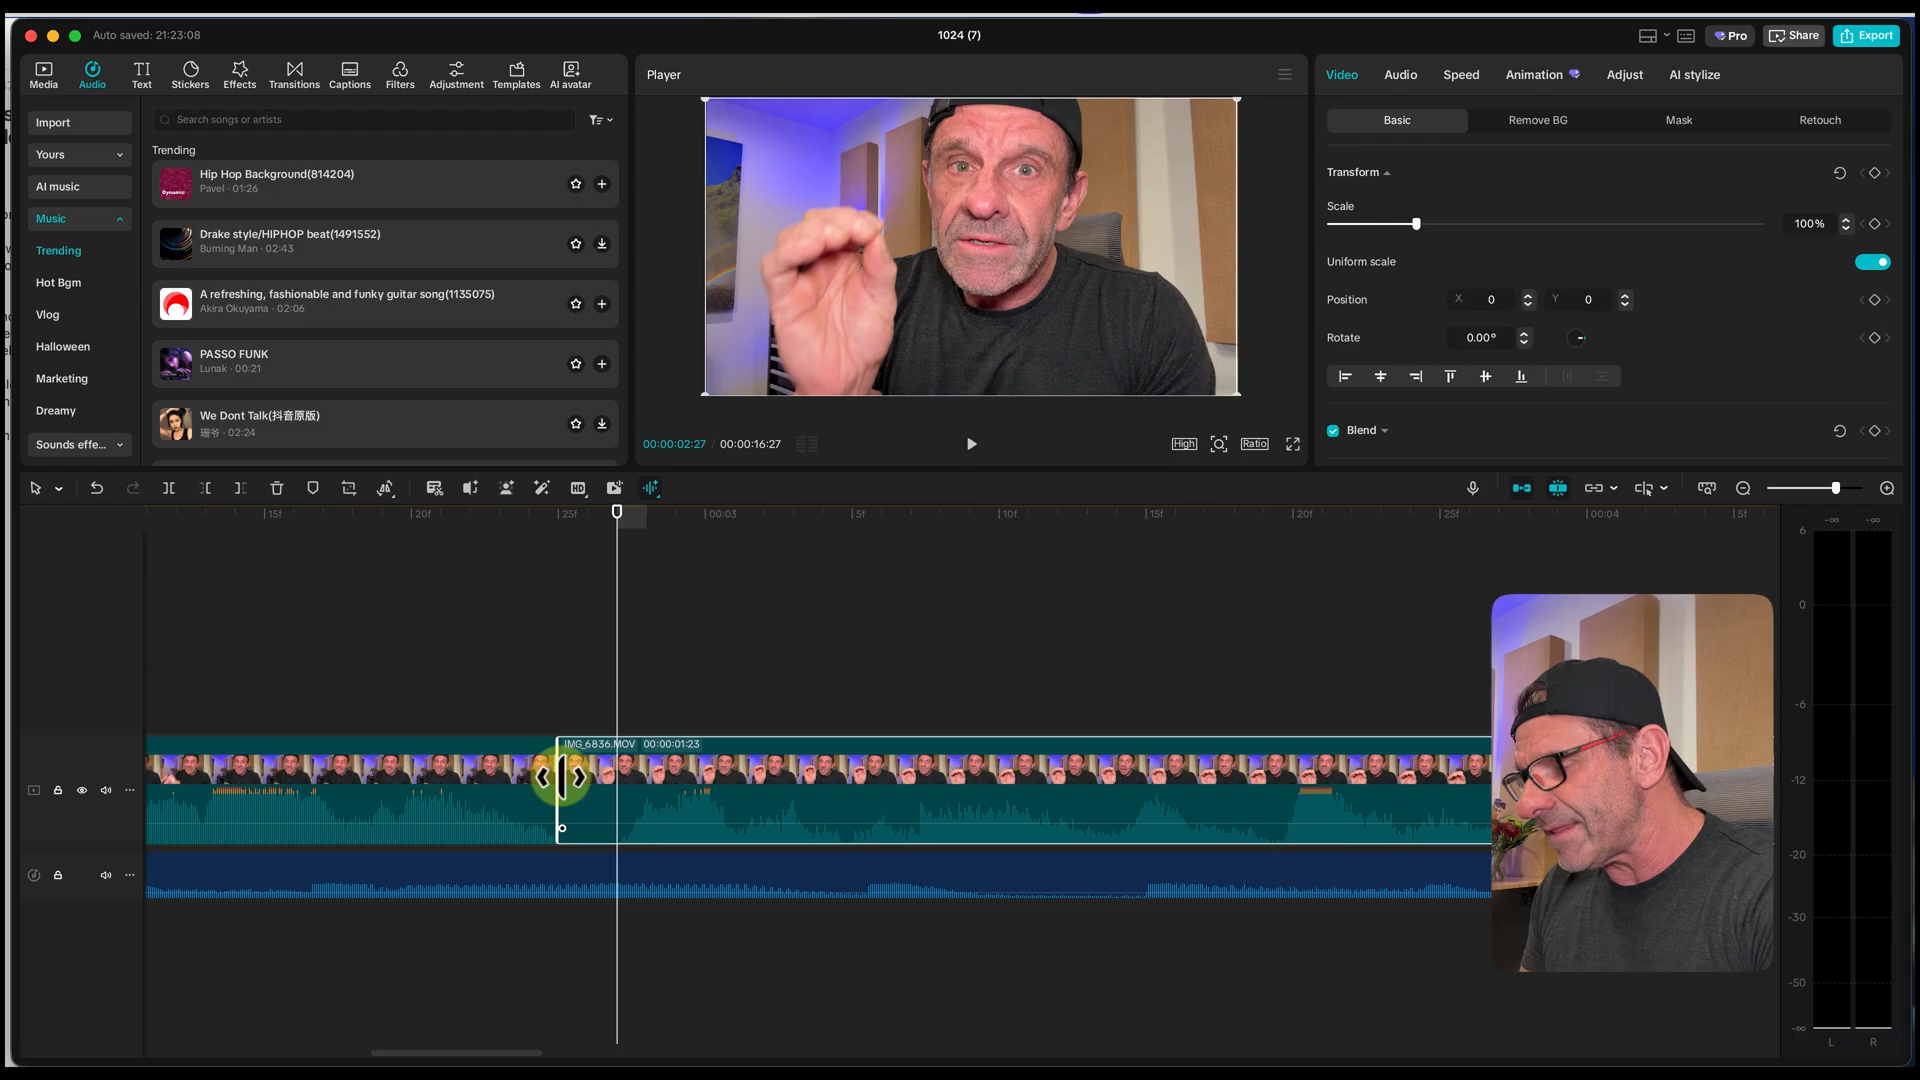 Auto saved: 21:23:08
1024 (7)
Pro
Share
Export
Media
Audio
Text
Stickers
Effects
Transitions
Captions
Filters
Adjustment
Templates
AI avatar
Import
Yours
AI music
Music
Trending
Hot Bgm
Vlog
Halloween
Marketing
Dreamy
Sounds effe...
Search songs or artists
Trending
Hip Hop Background(814204)
Pavel · 01:26
Drake style/HIPHOP beat(1491552)
Burning Man · 02:43
A refreshing, fashionable and funky guitar song(1135075)
Akira Okuyama · 02:06
PASSO FUNK
Lunak · 00:21
We Dont Talk(抖音原版)
珊爷 · 02:24
Dynamic
Player
00:00:02:27 / 00:00:16:27
High
Ratio
Video
Audio
Speed
Animation
Adjust
AI stylize
Basic
Remove BG
Mask
Retouch
Transform
Scale
100%
Uniform scale
Position
X 0
Y 0
Rotate
0.00°
Blend
HD
15f
20f
25f
00:03
5f
10f
15f
20f
25f
00:04
5f
IMG_6836.MOV 00:00:01:23
-∞ -∞
6
0
-6
-12
-20
-30
-50
-∞
L R